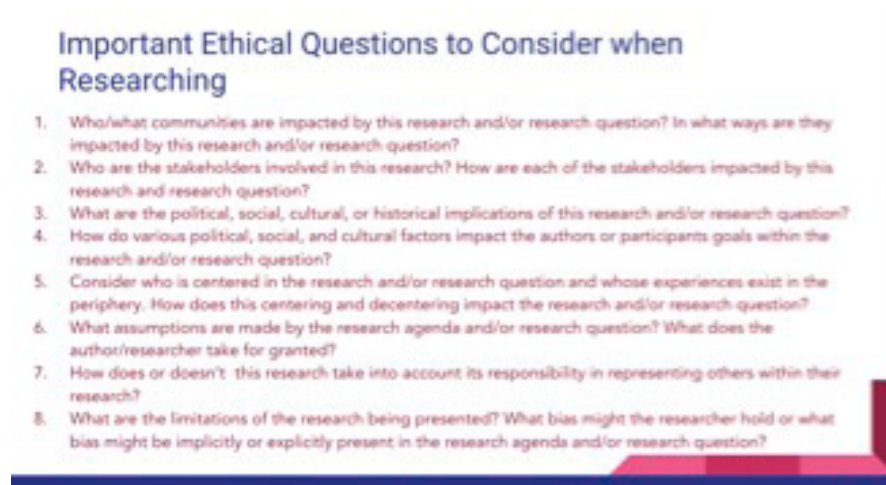 Important Ethical Questions to Consider when
Researching
1. Who/what communities are impacted by this research and/or research question? In what ways are they
impacted by this research and/or research question?
2. Who are the stakeholders involved in this research? How are each of the stakeholders impacted by this
research and research question?
3. What are the political, social, cultural, or historical implications of this research and/or research question?
4. How do various political, social, and cultural factors impact the authors or participants goals within the
research and/or research question?
5. Consider who is centered in the research and/or research question and whose experiences exist in the
periphery. How does this centering and decentering impact the research and/or research question?
6. What assumptions are made by the research agenda and/or research question? What does the
author/researcher take for granted?
7. How does or doesn't this research take into account its responsibility in representing others within their
research?
8. What are the limitations of the research being presented? What bias might the researcher hold or what
bias might be implicitly or explicitly present in the research agenda and/or research question?